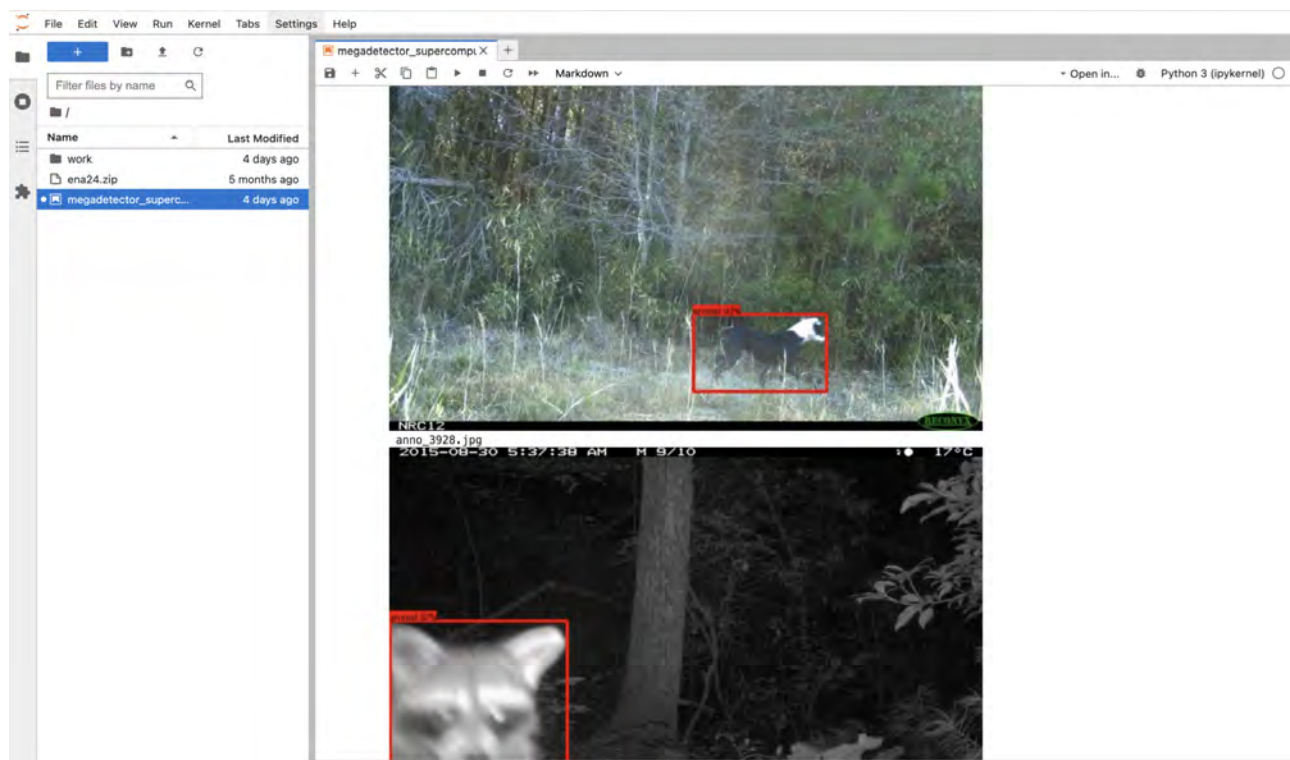 File Edit View Run Kernel Tabs Settings Help
megadetector_supercompu
Markdown
Open in...
Python 3 (ipykernel)
Filter files by name
/
Name
Last Modified
work 4 days ago
ena24.zip 5 months ago
megadetector_superc... 4 days ago
NRC12
RECONYX
anno_3928.jpg
2015-08-30 5:37:38 AM M 9/10 17°C